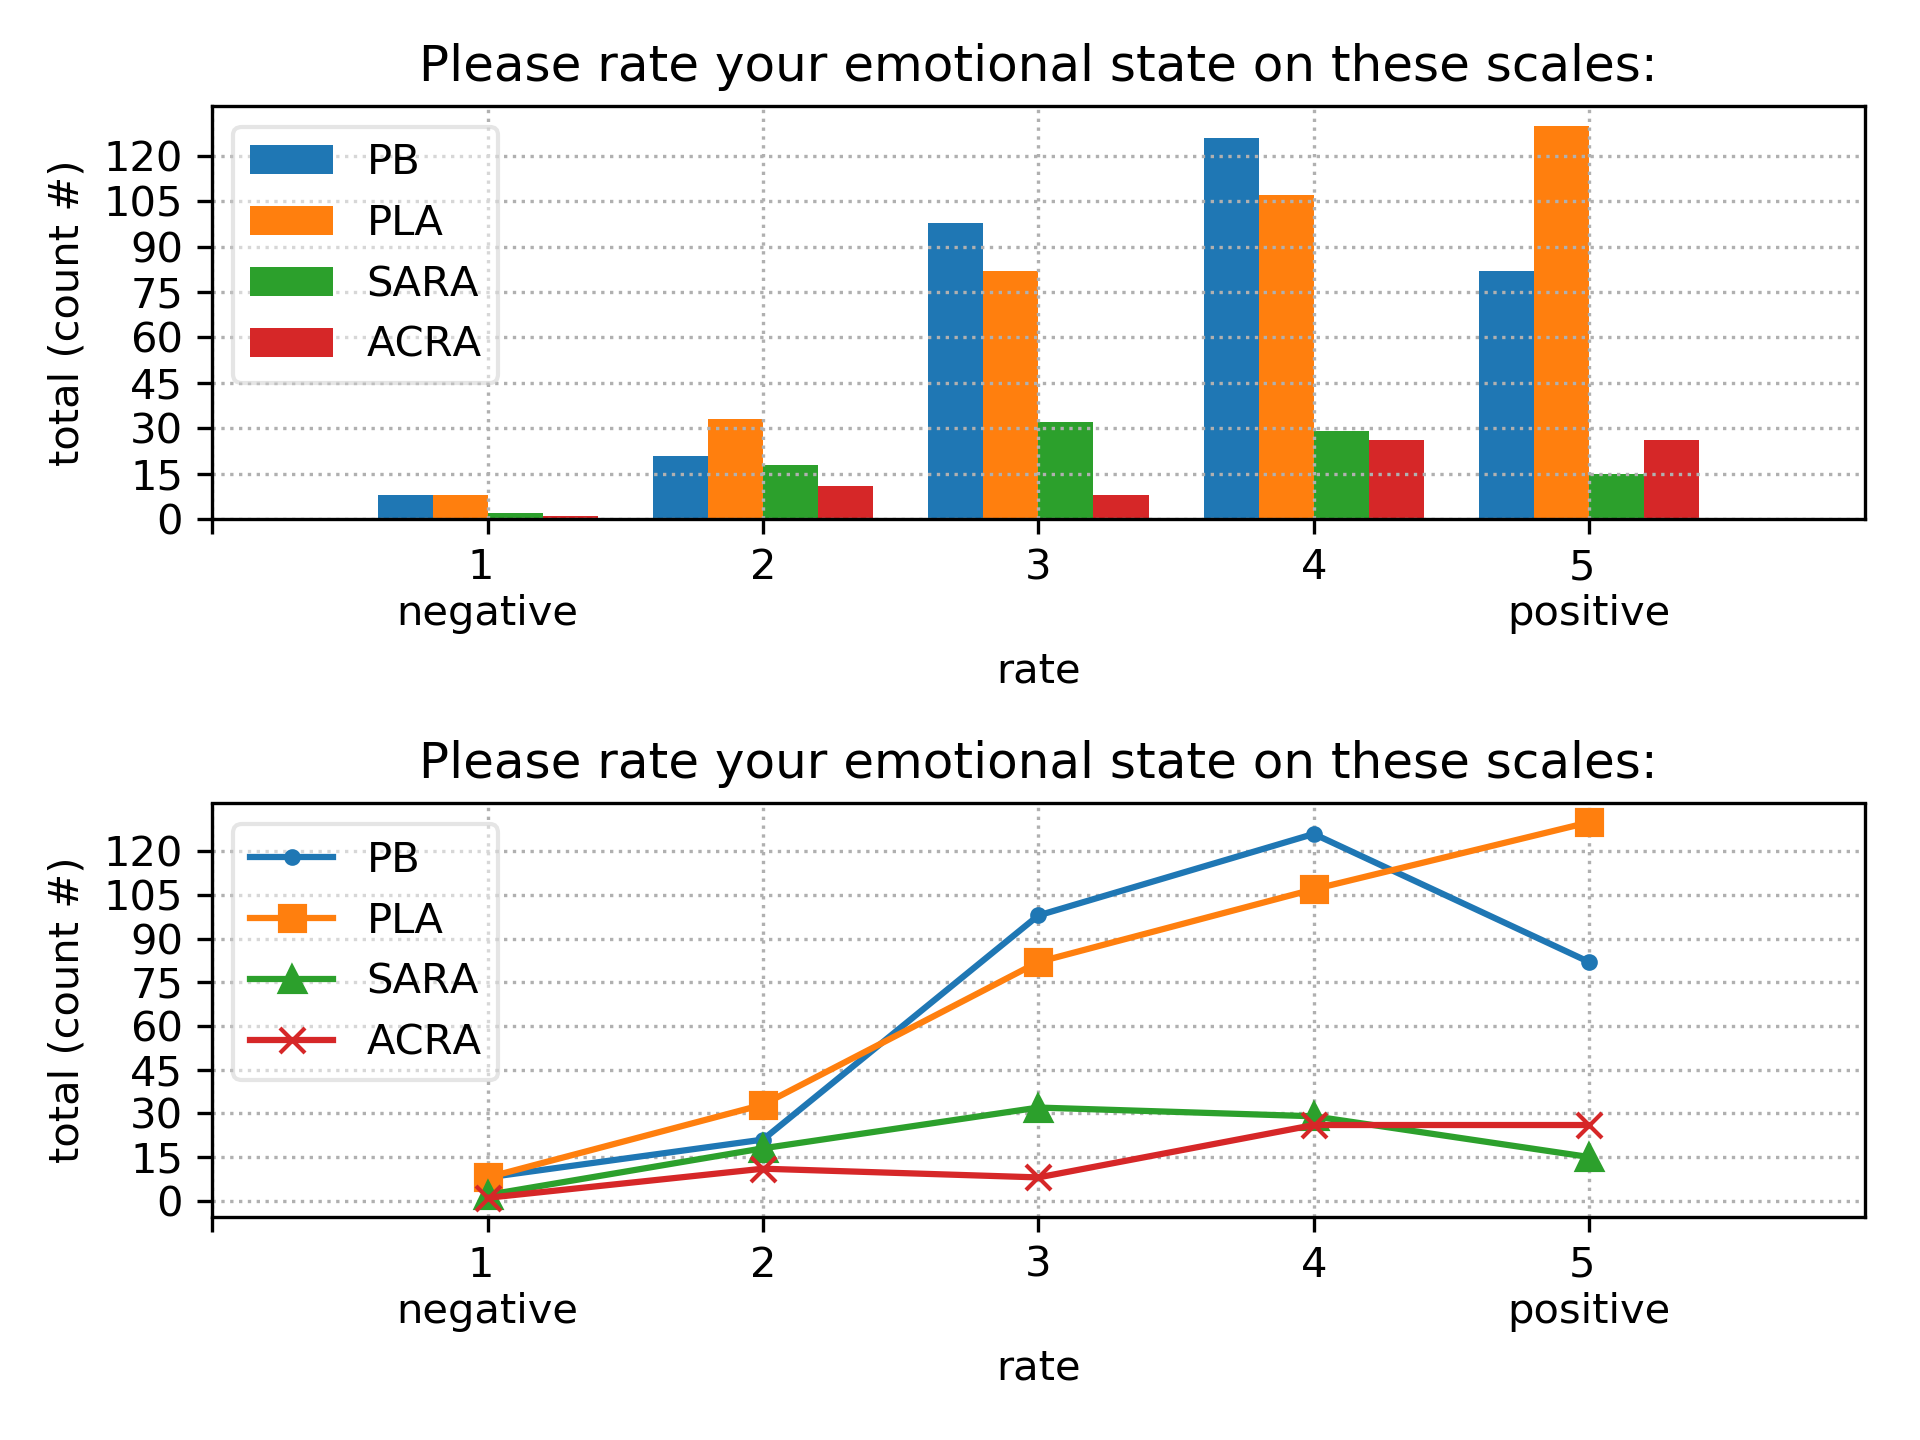 Please rate your emotional state on these scales:
total (count #)
120
105
90
75
60
45
30
15
0
PB
PLA
SARA
ACRA
1 2 3 4 5
negative positive
rate
Please rate your emotional state on these scales:
total (count #)
120
105
90
75
60
45
30
15
0
PB
PLA
SARA
ACRA
1 2 3 4 5
negative positive
rate